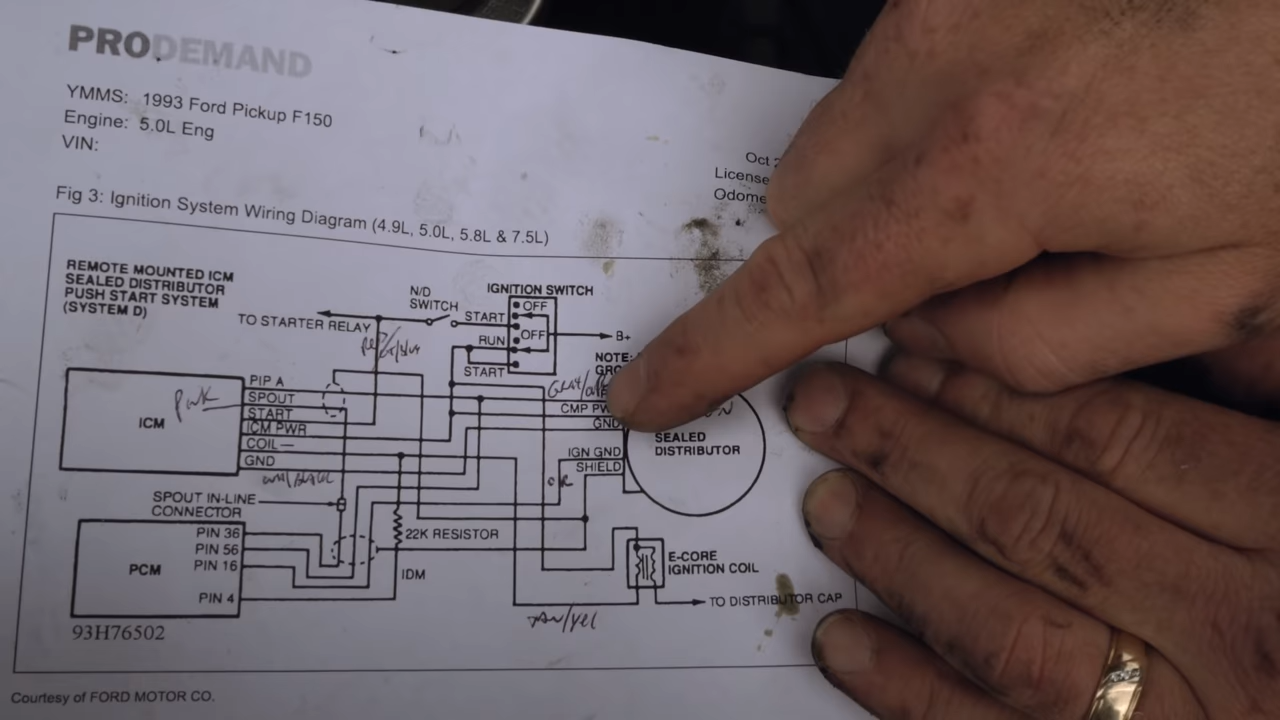 PRODEMAND
YMMS: 1993 Ford Pickup F150
Engine: 5.0L Eng
VIN:
Oct
License
Odome
Fig 3: Ignition System Wiring Diagram (4.9L, 5.0L, 5.8L & 7.5L)
REMOTE MOUNTED ICM
SEALED DISTRIBUTOR
PUSH START SYSTEM
(SYSTEM D)
N/D
SWITCH
IGNITION SWITCH
OFF
TO STARTER RELAY
START
OFF
B+
RUN
START
NOTE:
PIP A
SPOUT
START
ICM PWR
COIL —
GND
ICM
CMP PW
GND
IGN GND
SHIELD
SEALED
DISTRIBUTOR
SPOUT IN-LINE
CONNECTOR
22K RESISTOR
IDM
PCM
PIN 36
PIN 56
PIN 16
PIN 4
E-CORE
IGNITION COIL
TO DISTRIBUTOR CAP
TAN/YEL
93H76502
Courtesy of FORD MOTOR CO.